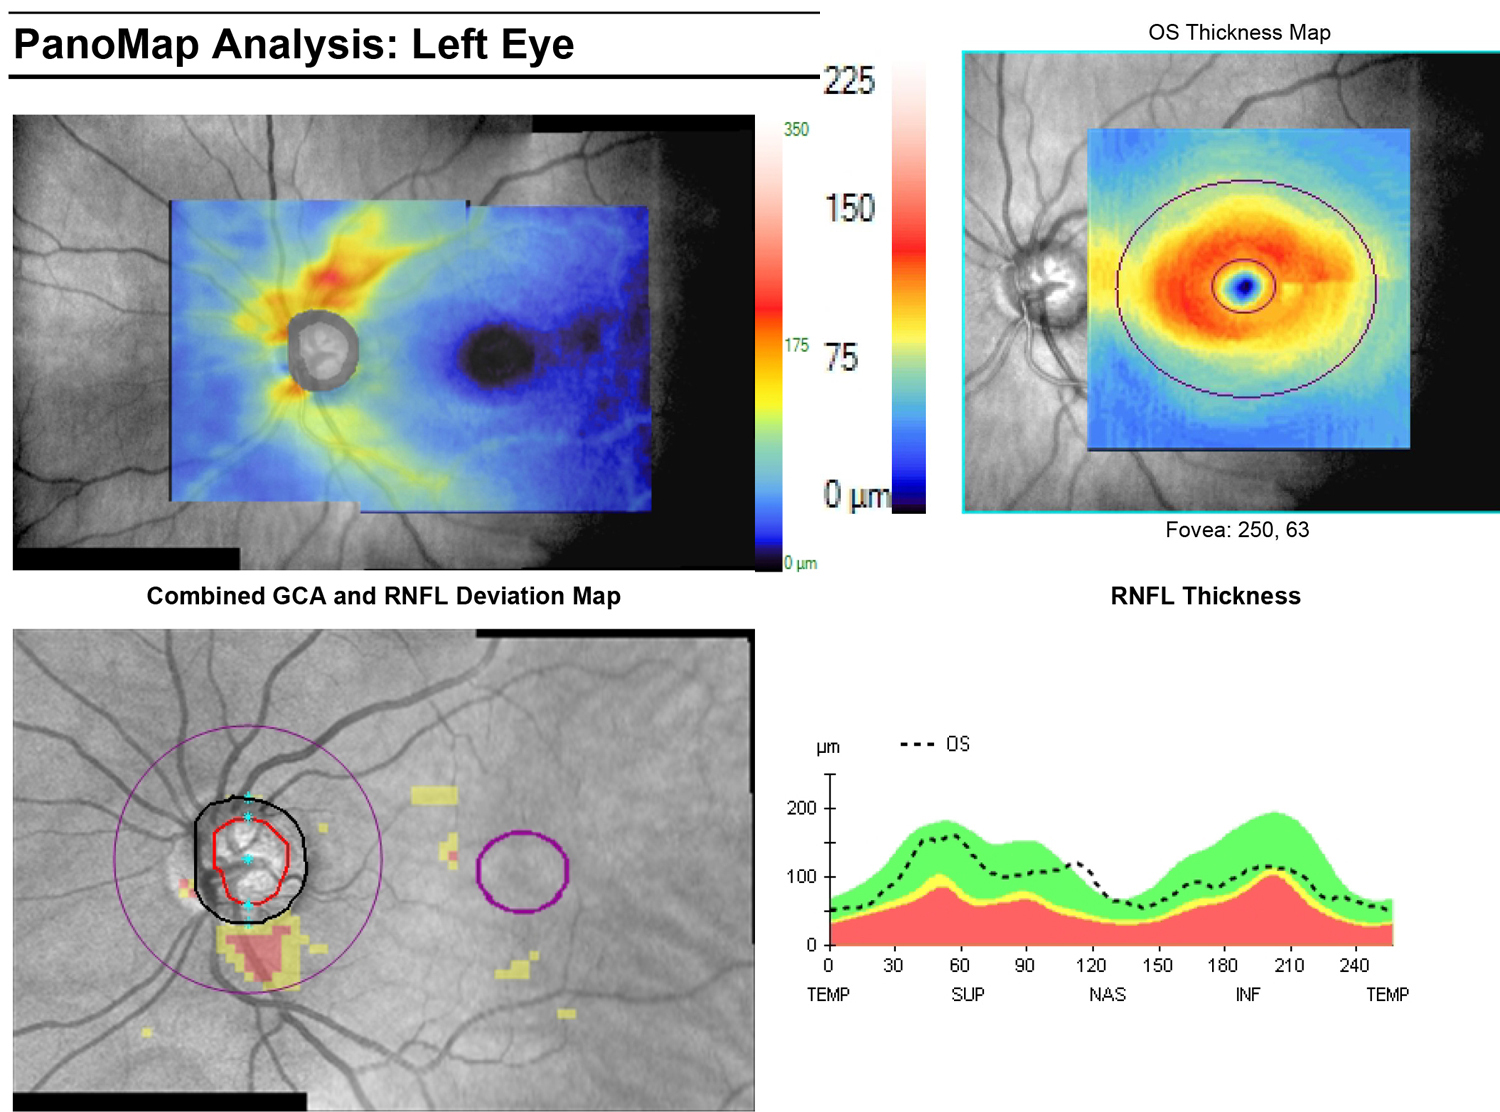 PanoMap Analysis: Left Eye
350
175
0 µm
225
150
75
0 µm
OS Thickness Map
Fovea: 250, 63
Combined GCA and RNFL Deviation Map
RNFL Thickness
µm
OS
200
100
0
0 30 60 90 120 150 180 210 240
TEMP SUP NAS INF TEMP